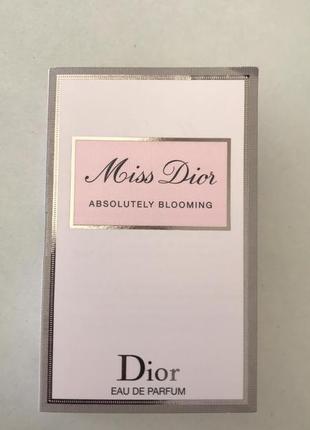 Miss Dior
ABSOLUTELY BLOOMING
Dior
EAU DE PARFUM